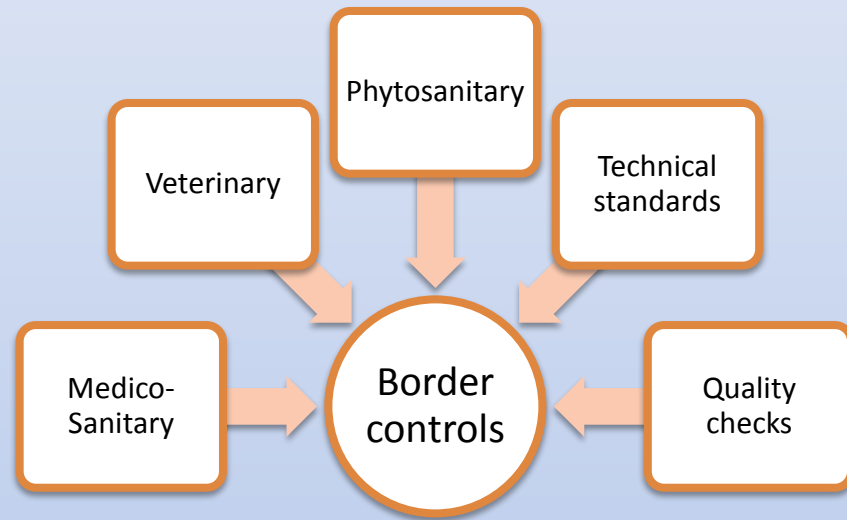 Phytosanitary
Veterinary
Technical
standards
Medico-
Sanitary
Border
controls
Quality
checks